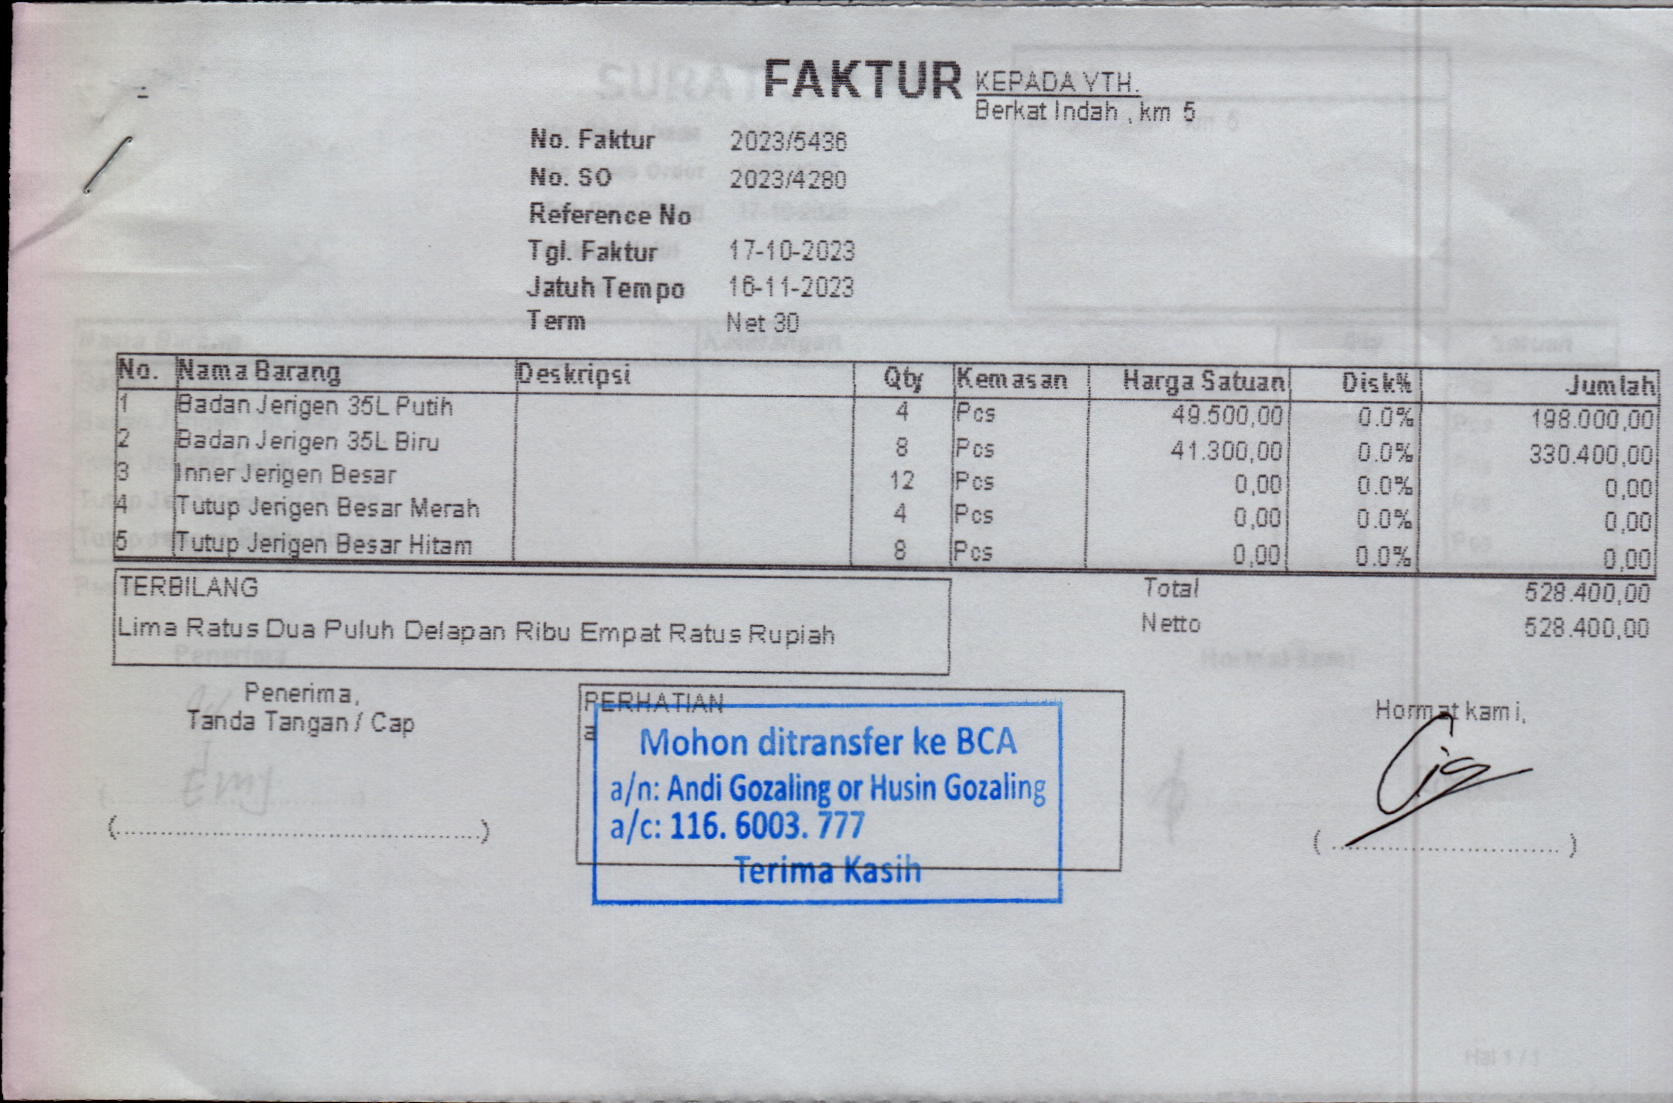 FAKTUR
KEPADA YTH.
Berkat Indah , km 5
No. Faktur 2023/5436
No. SO 2023/4280
Reference No
Tgl. Faktur 17-10-2023
Jatuh Tempo 16-11-2023
Term Net 30
No. Nama Barang Deskripsi Qty Kemasan Harga Satuan Disk% Jumlah
1 Badan Jerigen 35L Putih 4 Pcs 49.500,00 0.0% 198.000,00
2 Badan Jerigen 35L Biru 8 Pcs 41.300,00 0.0% 330.400,00
3 Inner Jerigen Besar 12 Pcs 0,00 0.0% 0,00
4 Tutup Jerigen Besar Merah 4 Pcs 0,00 0.0% 0,00
5 Tutup Jerigen Besar Hitam 8 Pcs 0,00 0.0% 0,00
TERBILANG
Lima Ratus Dua Puluh Delapan Ribu Empat Ratus Rupiah
Total 528.400,00
Netto 528.400,00
Penerima,
Tanda Tangan / Cap
(................................................)
PERHATIAN
Mohon ditransfer ke BCA
a/n: Andi Gozaling or Husin Gozaling
a/c: 116. 6003. 777
Terima Kasih
Hormat kami,
( .............................. )
Hal 1 / 1